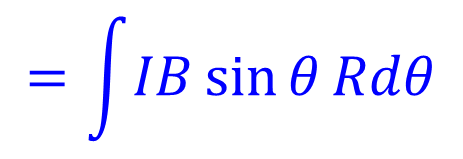 = ∫ IB sin θ Rdθ